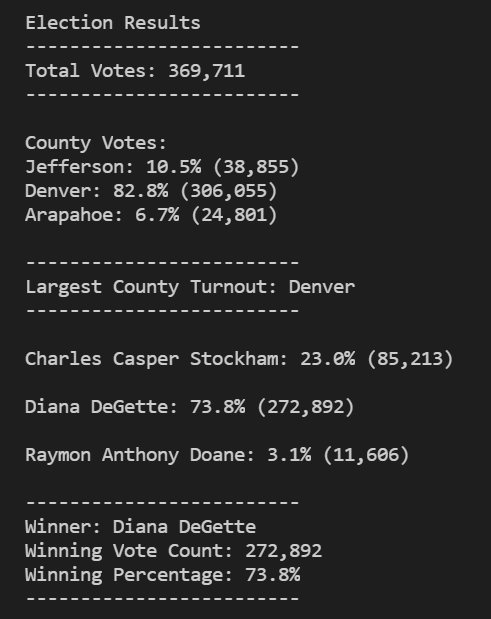 Election Results
-------------------------
Total Votes: 369,711
-------------------------
County Votes:
Jefferson: 10.5% (38,855)
Denver: 82.8% (306,055)
Arapahoe: 6.7% (24,801)
-------------------------
Largest County Turnout: Denver
-------------------------
Charles Casper Stockham: 23.0% (85,213)
Diana DeGette: 73.8% (272,892)
Raymon Anthony Doane: 3.1% (11,606)
-------------------------
Winner: Diana DeGette
Winning Vote Count: 272,892
Winning Percentage: 73.8%
-------------------------